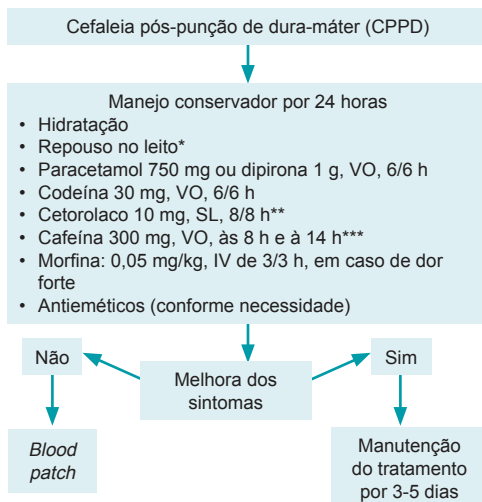 Cefaleia pós-punção de dura-máter (CPPD)
Manejo conservador por 24 horas
• Hidratação
• Repouso no leito*
• Paracetamol 750 mg ou dipirona 1 g, VO, 6/6 h
• Codeína 30 mg, VO, 6/6 h
• Cetorolaco 10 mg, SL, 8/8 h**
• Cafeína 300 mg, VO, às 8 h e à 14 h***
• Morfina: 0,05 mg/kg, IV de 3/3 h, em caso de dor
forte
• Antieméticos (conforme necessidade)
Não
Melhora dos
sintomas
Sim
Blood
patch
Manutenção
do tratamento
por 3-5 dias